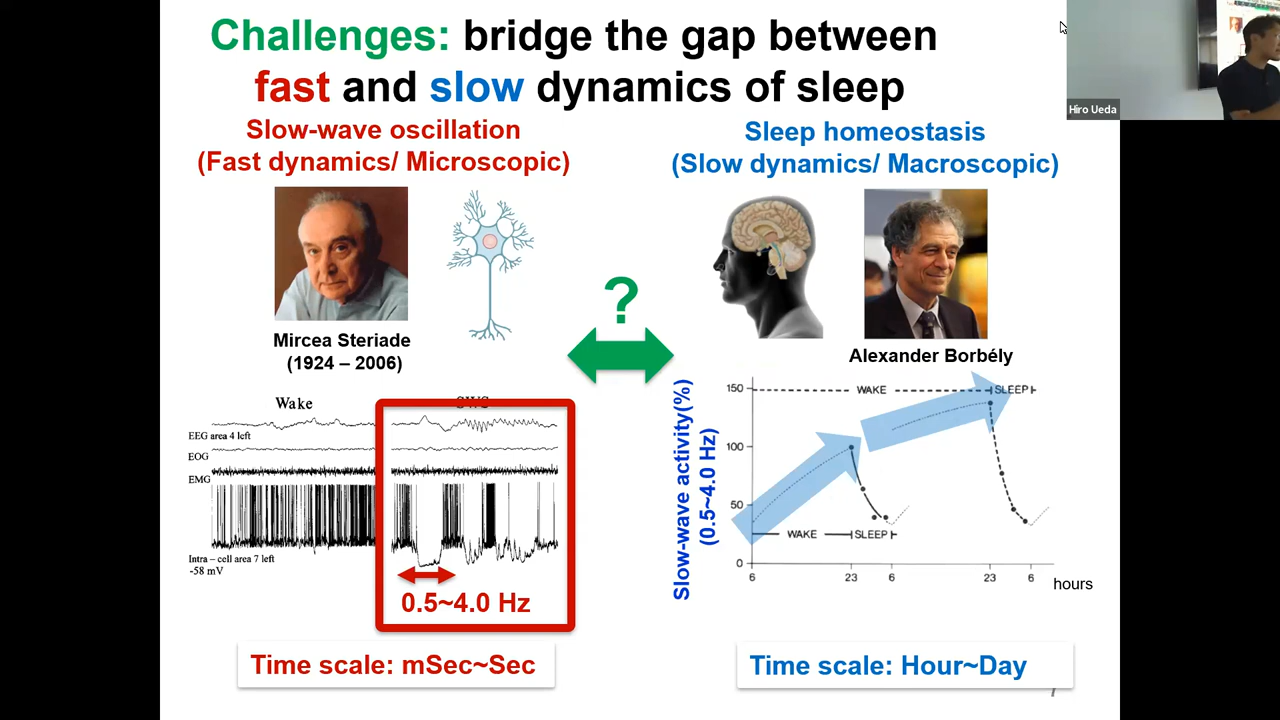 Challenges: bridge the gap between
fast and slow dynamics of sleep
Hiro Ueda
Slow-wave oscillation
(Fast dynamics/ Microscopic)
Mircea Steriade
(1924 – 2006)
Wake
SWS
EEG area 4 left
EOG
EMG
Intra – cell area 7 left
-58 mV
0.5~4.0 Hz
Time scale: mSec~Sec
?
Sleep homeostasis
(Slow dynamics/ Macroscopic)
Alexander Borbély
Slow-wave activity(%)
(0.5~4.0 Hz)
150
100
50
0
WAKE
SLEEP
WAKE
SLEEP
6
23
6
23
6
hours
Time scale: Hour~Day
7